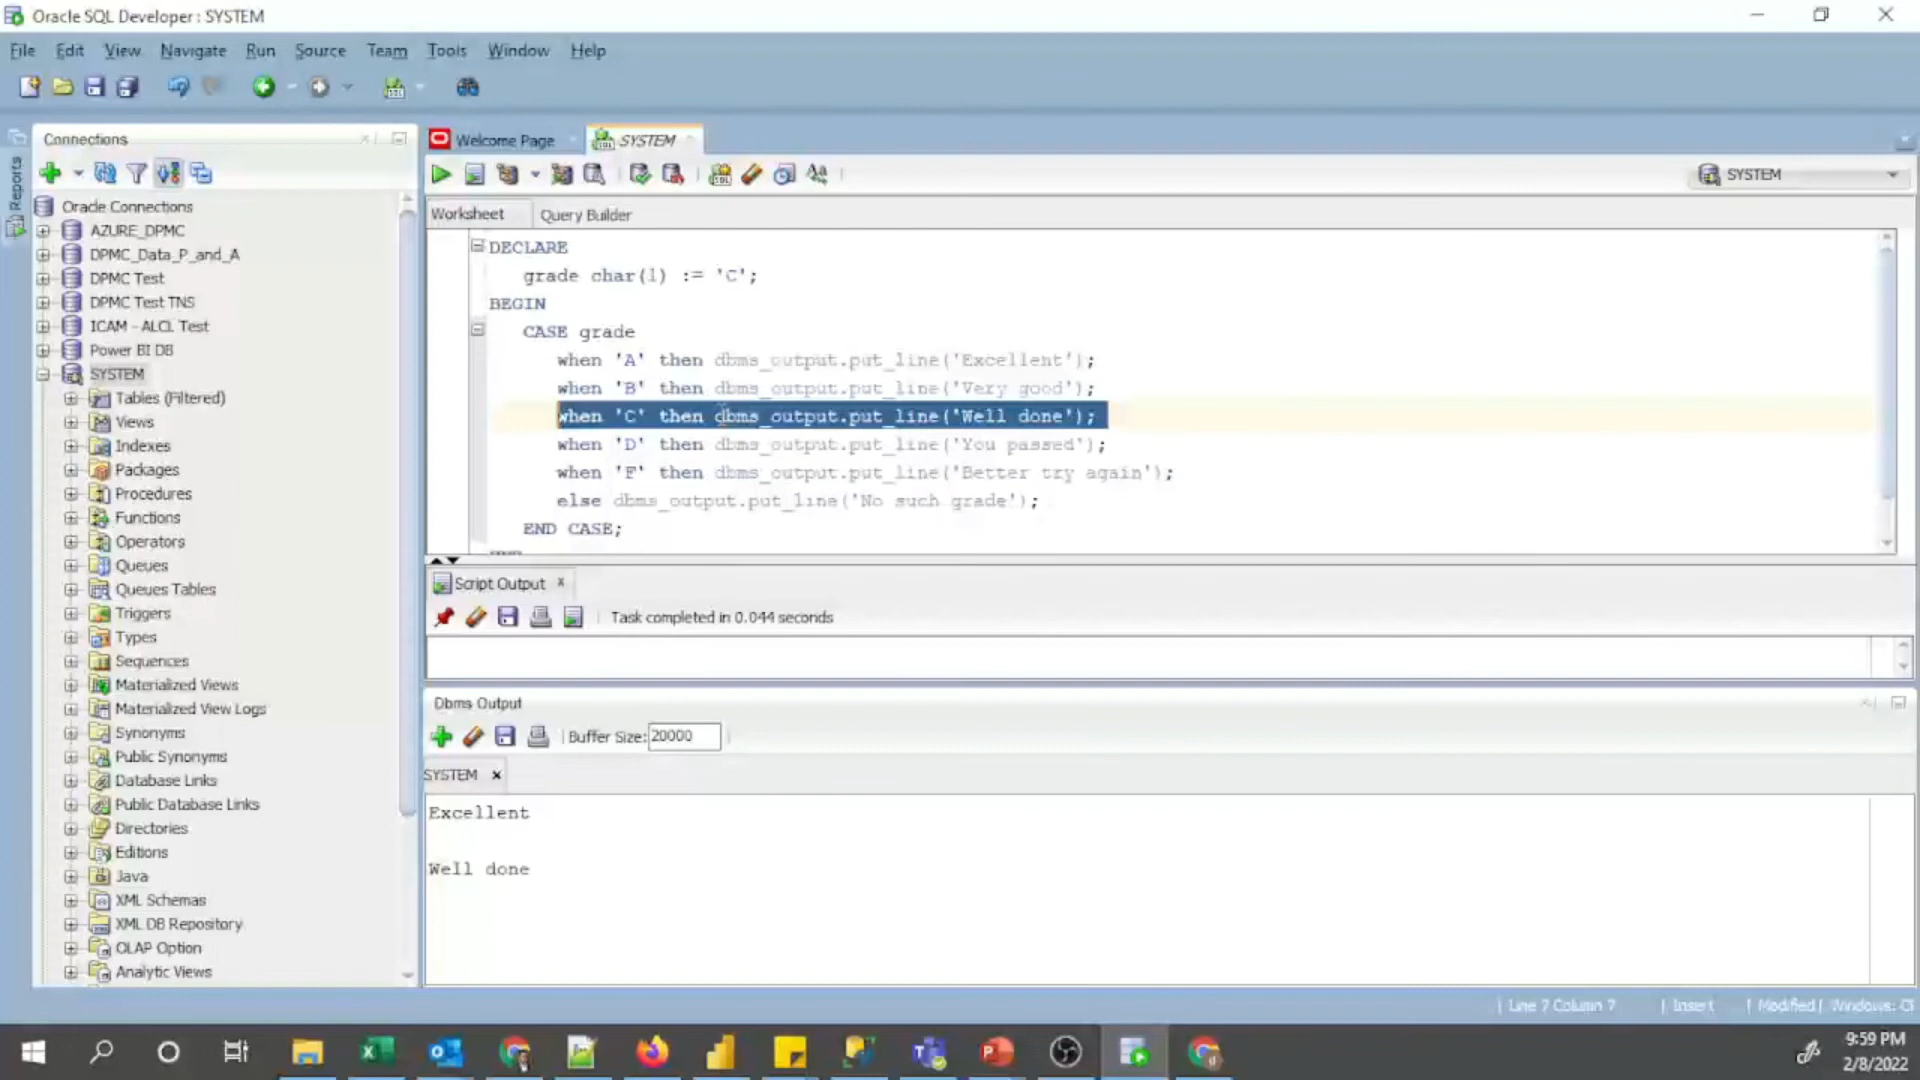 Oracle SQL Developer : SYSTEM
File Edit View Navigate Run Source Team Tools Window Help
Connections
Welcome Page
SYSTEM
SYSTEM
Reports
Worksheet Query Builder
Oracle Connections
AZURE_DPMC
DPMC_Data_P_and_A
DPMC Test
DPMC Test TNS
ICAM - ALCL Test
Power BI DB
SYSTEM
Tables (Filtered)
Views
Indexes
Packages
Procedures
Functions
Operators
Queues
Queues Tables
Triggers
Types
Sequences
Materialized Views
Materialized View Logs
Synonyms
Public Synonyms
Database Links
Public Database Links
Directories
Editions
Java
XML Schemas
XML DB Repository
OLAP Option
Analytic Views
DECLARE
grade char(1) := 'C';
BEGIN
CASE grade
when 'A' then dbms_output.put_line('Excellent');
when 'B' then dbms_output.put_line('Very good');
when 'C' then dbms_output.put_line('Well done');
when 'D' then dbms_output.put_line('You passed');
when 'F' then dbms_output.put_line('Better try again');
else dbms_output.put_line('No such grade');
END CASE;
Script Output
Task completed in 0.044 seconds
Dbms Output
Buffer Size: 20000
SYSTEM
Excellent
Well done
Line 7 Column 7 | Insert | Modified | Windows: C
9:59 PM
2/8/2022